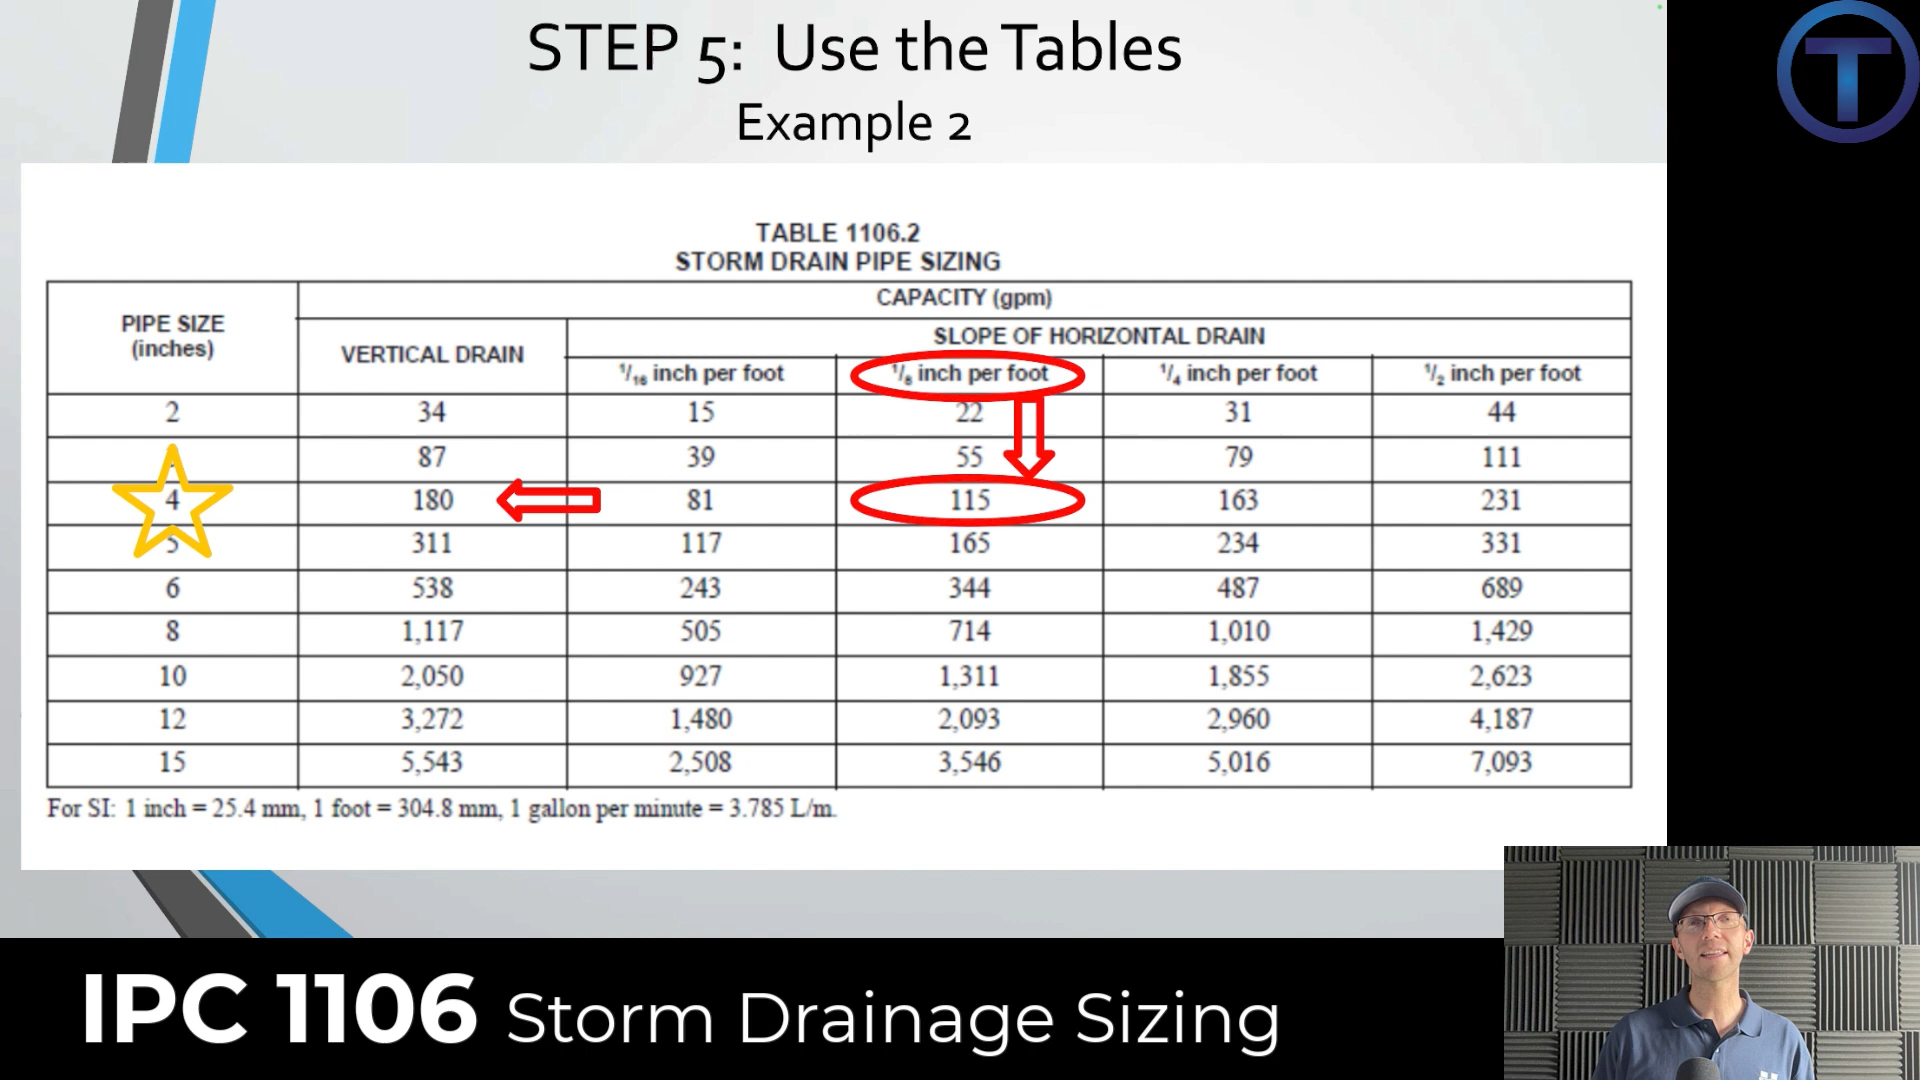 STEP 5: Use the Tables
Example 2
T
TABLE 1106.2
STORM DRAIN PIPE SIZING
PIPE SIZE
(inches)
CAPACITY (gpm)
VERTICAL DRAIN
SLOPE OF HORIZONTAL DRAIN
1/16 inch per foot 1/8 inch per foot 1/4 inch per foot 1/2 inch per foot
2 34 15 22 31 44
87 39 55 79 111
4 180 81 115 163 231
5 311 117 165 234 331
6 538 243 344 487 689
8 1,117 505 714 1,010 1,429
10 2,050 927 1,311 1,855 2,623
12 3,272 1,480 2,093 2,960 4,187
15 5,543 2,508 3,546 5,016 7,093
For SI: 1 inch = 25.4 mm, 1 foot = 304.8 mm, 1 gallon per minute = 3.785 L/m.
IPC 1106 Storm Drainage Sizing